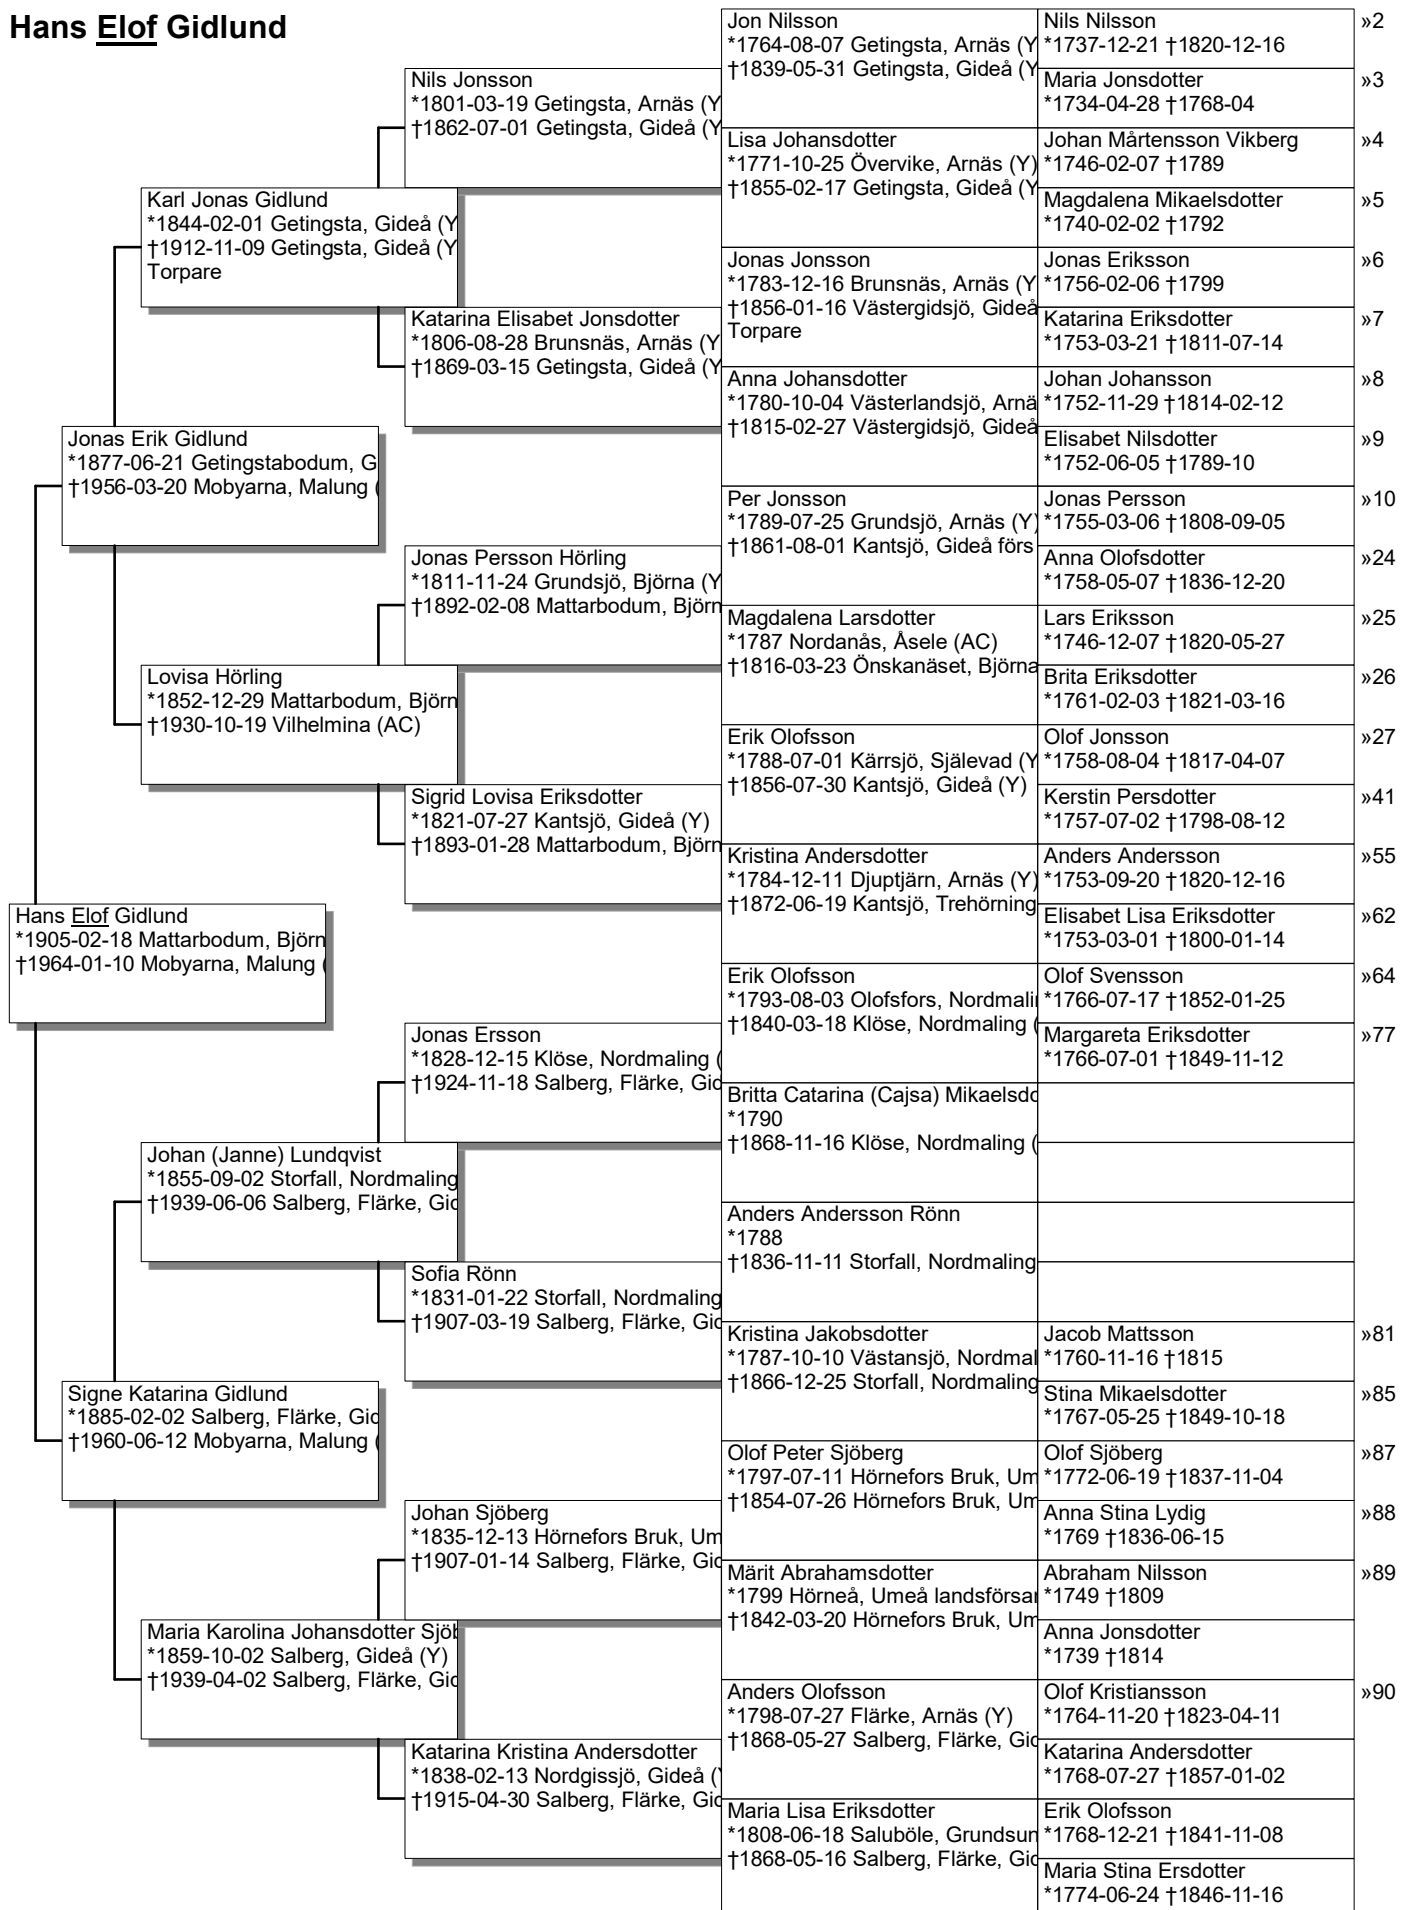 Hans Elof Gidlund
Hans Elof Gidlund
*1905-02-18 Mattarbodum, Björn
†1964-01-10 Mobyarna, Malung (
Jonas Erik Gidlund
*1877-06-21 Getingstabodum, G
†1956-03-20 Mobyarna, Malung (
Signe Katarina Gidlund
*1885-02-02 Salberg, Flärke, Gid
†1960-06-12 Mobyarna, Malung (
Karl Jonas Gidlund
*1844-02-01 Getingsta, Gideå (Y
†1912-11-09 Getingsta, Gideå (Y
Torpare
Lovisa Hörling
*1852-12-29 Mattarbodum, Björn
†1930-10-19 Vilhelmina (AC)
Johan (Janne) Lundqvist
*1855-09-02 Storfall, Nordmaling
†1939-06-06 Salberg, Flärke, Gid
Maria Karolina Johansdotter Sjöb
*1859-10-02 Salberg, Gideå (Y)
†1939-04-02 Salberg, Flärke, Gid
Nils Jonsson
*1801-03-19 Getingsta, Arnäs (Y
†1862-07-01 Getingsta, Gideå (Y
Katarina Elisabet Jonsdotter
*1806-08-28 Brunsnäs, Arnäs (Y
†1869-03-15 Getingsta, Gideå (Y
Jonas Persson Hörling
*1811-11-24 Grundsjö, Björna (Y
†1892-02-08 Mattarbodum, Björn
Sigrid Lovisa Eriksdotter
*1821-07-27 Kantsjö, Gideå (Y)
†1893-01-28 Mattarbodum, Björn
Jonas Ersson
*1828-12-15 Klöse, Nordmaling (
†1924-11-18 Salberg, Flärke, Gid
Sofia Rönn
*1831-01-22 Storfall, Nordmaling
†1907-03-19 Salberg, Flärke, Gid
Johan Sjöberg
*1835-12-13 Hörnefors Bruk, Um
†1907-01-14 Salberg, Flärke, Gid
Katarina Kristina Andersdotter
*1838-02-13 Nordgissjö, Gideå (Y
†1915-04-30 Salberg, Flärke, Gid
Jon Nilsson
*1764-08-07 Getingsta, Arnäs (Y
†1839-05-31 Getingsta, Gideå (Y
Lisa Johansdotter
*1771-10-25 Övervike, Arnäs (Y)
†1855-02-17 Getingsta, Gideå (Y
Jonas Jonsson
*1783-12-16 Brunsnäs, Arnäs (Y
†1856-01-16 Västergidsjö, Gideå
Torpare
Anna Johansdotter
*1780-10-04 Västerlandsjö, Arnä
†1815-02-27 Västergidsjö, Gideå
Per Jonsson
*1789-07-25 Grundsjö, Arnäs (Y)
†1861-08-01 Kantsjö, Gideå förs
Magdalena Larsdotter
*1787 Nordanås, Åsele (AC)
†1816-03-23 Önskanäset, Björna
Erik Olofsson
*1788-07-01 Kärrsjö, Själevad (Y
†1856-07-30 Kantsjö, Gideå (Y)
Kristina Andersdotter
*1784-12-11 Djuptjärn, Arnäs (Y)
†1872-06-19 Kantsjö, Trehörning
Erik Olofsson
*1793-08-03 Olofsfors, Nordmalin
†1840-03-18 Klöse, Nordmaling (
Britta Catarina (Cajsa) Mikaelsdo
*1790
†1868-11-16 Klöse, Nordmaling (
Anders Andersson Rönn
*1788
†1836-11-11 Storfall, Nordmaling
Kristina Jakobsdotter
*1787-10-10 Västansjö, Nordmal
†1866-12-25 Storfall, Nordmaling
Olof Peter Sjöberg
*1797-07-11 Hörnefors Bruk, Um
†1854-07-26 Hörnefors Bruk, Um
Märit Abrahamsdotter
*1799 Hörneå, Umeå landsförsam
†1842-03-20 Hörnefors Bruk, Um
Anders Olofsson
*1798-07-27 Flärke, Arnäs (Y)
†1868-05-27 Salberg, Flärke, Gid
Maria Lisa Eriksdotter
*1808-06-18 Saluböle, Grundsun
†1868-05-16 Salberg, Flärke, Gid
Nils Nilsson »2
*1737-12-21 †1820-12-16
Maria Jonsdotter »3
*1734-04-28 †1768-04
Johan Mårtensson Vikberg »4
*1746-02-07 †1789
Magdalena Mikaelsdotter »5
*1740-02-02 †1792
Jonas Eriksson »6
*1756-02-06 †1799
Katarina Eriksdotter »7
*1753-03-21 †1811-07-14
Johan Johansson »8
*1752-11-29 †1814-02-12
Elisabet Nilsdotter »9
*1752-06-05 †1789-10
Jonas Persson »10
*1755-03-06 †1808-09-05
Anna Olofsdotter »24
*1758-05-07 †1836-12-20
Lars Eriksson »25
*1746-12-07 †1820-05-27
Brita Eriksdotter »26
*1761-02-03 †1821-03-16
Olof Jonsson »27
*1758-08-04 †1817-04-07
Kerstin Persdotter »41
*1757-07-02 †1798-08-12
Anders Andersson »55
*1753-09-20 †1820-12-16
Elisabet Lisa Eriksdotter »62
*1753-03-01 †1800-01-14
Olof Svensson »64
*1766-07-17 †1852-01-25
Margareta Eriksdotter »77
*1766-07-01 †1849-11-12
Jacob Mattsson »81
*1760-11-16 †1815
Stina Mikaelsdotter »85
*1767-05-25 †1849-10-18
Olof Sjöberg »87
*1772-06-19 †1837-11-04
Anna Stina Lydig »88
*1769 †1836-06-15
Abraham Nilsson »89
*1749 †1809
Anna Jonsdotter
*1739 †1814
Olof Kristiansson »90
*1764-11-20 †1823-04-11
Katarina Andersdotter
*1768-07-27 †1857-01-02
Erik Olofsson
*1768-12-21 †1841-11-08
Maria Stina Ersdotter
*1774-06-24 †1846-11-16